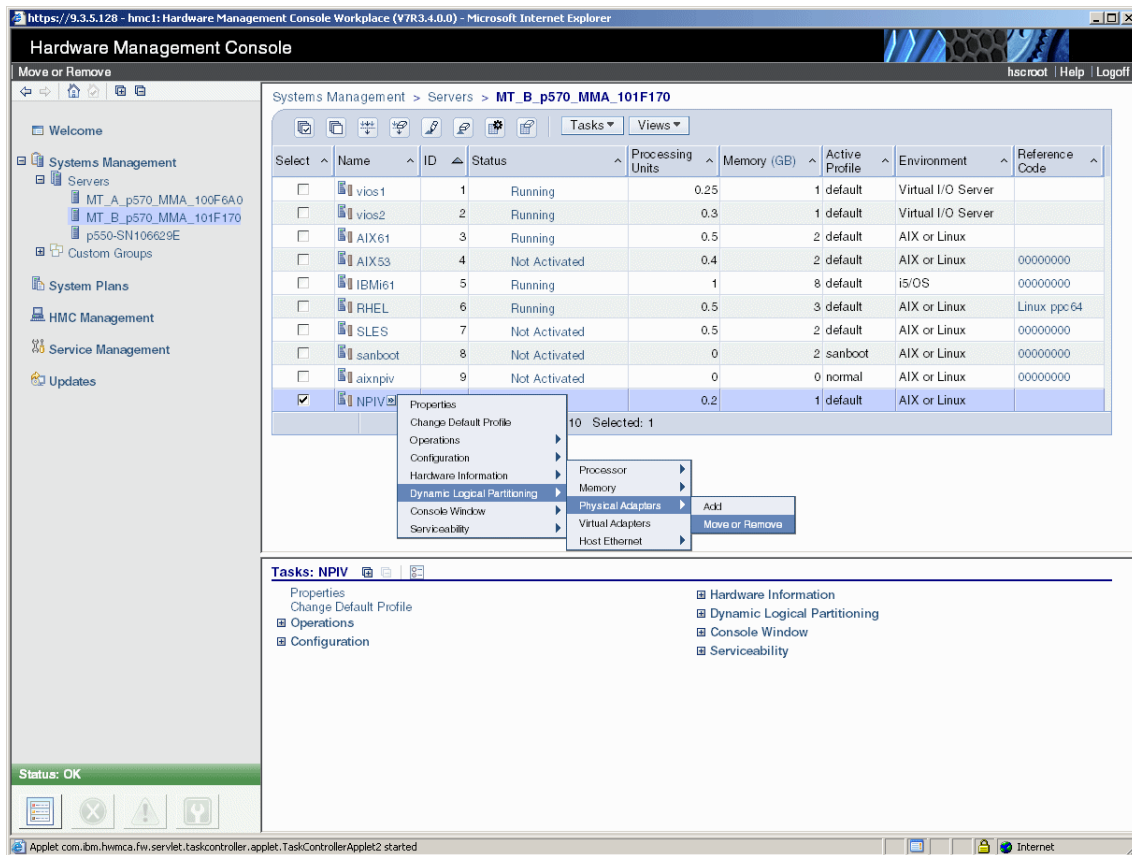 https://9.3.5.128 - hmc1: Hardware Management Console Workplace (V7R3.4.0.0) - Microsoft Internet Explorer
Hardware Management Console
Move or Remove
hscroot | Help | Logoff
Welcome
Systems Management
Servers
MT_A_p570_MMA_100F6A0
MT_B_p570_MMA_101F170
p550-SN106629E
Custom Groups
System Plans
HMC Management
Service Management
Updates
Status: OK
Systems Management > Servers > MT_B_p570_MMA_101F170
Tasks Views
Select Name ID Status Processing Units Memory (GB) Active Profile Environment Reference Code
vios1 1 Running 0.25 1 default Virtual I/O Server
vios2 2 Running 0.3 1 default Virtual I/O Server
AIX61 3 Running 0.5 2 default AIX or Linux
AIX53 4 Not Activated 0.4 2 default AIX or Linux 00000000
IBMi61 5 Running 1 8 default i5/OS 00000000
RHEL 6 Running 0.5 3 default AIX or Linux Linux ppc64
SLES 7 Not Activated 0.5 2 default AIX or Linux 00000000
sanboot 8 Not Activated 0 2 sanboot AIX or Linux 00000000
aixnpiv 9 Not Activated 0 0 normal AIX or Linux 00000000
NPIV 0.2 1 default AIX or Linux
10 Selected: 1
Properties
Change Default Profile
Operations
Configuration
Hardware Information
Dynamic Logical Partitioning
Console Window
Serviceability
Processor
Memory
Physical Adapters
Virtual Adapters
Host Ethernet
Add
Move or Remove
Tasks: NPIV
Properties
Change Default Profile
Operations
Configuration
Hardware Information
Dynamic Logical Partitioning
Console Window
Serviceability
Applet com.ibm.hwmca.fw.servlet.taskcontroller.applet.TaskControllerApplet2 started
Internet